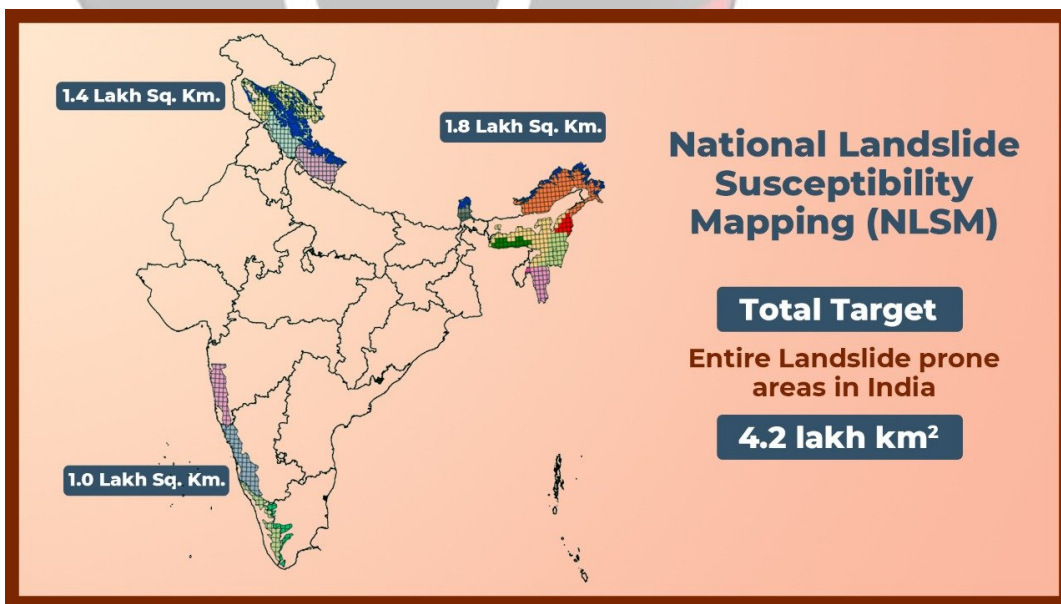 1.4 Lakh Sq. Km.
1.8 Lakh Sq. Km.
1.0 Lakh Sq. Km.
National Landslide
Susceptibility
Mapping (NLSM)
Total Target
Entire Landslide prone
areas in India
4.2 lakh km²